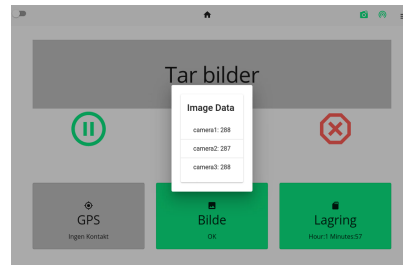 Tar bilder
Image Data
camera1: 288
camera2: 287
camera3: 288
GPS
Ingen Kontakt
Bilde
OK
Lagring
Hour:1 Minutes:57